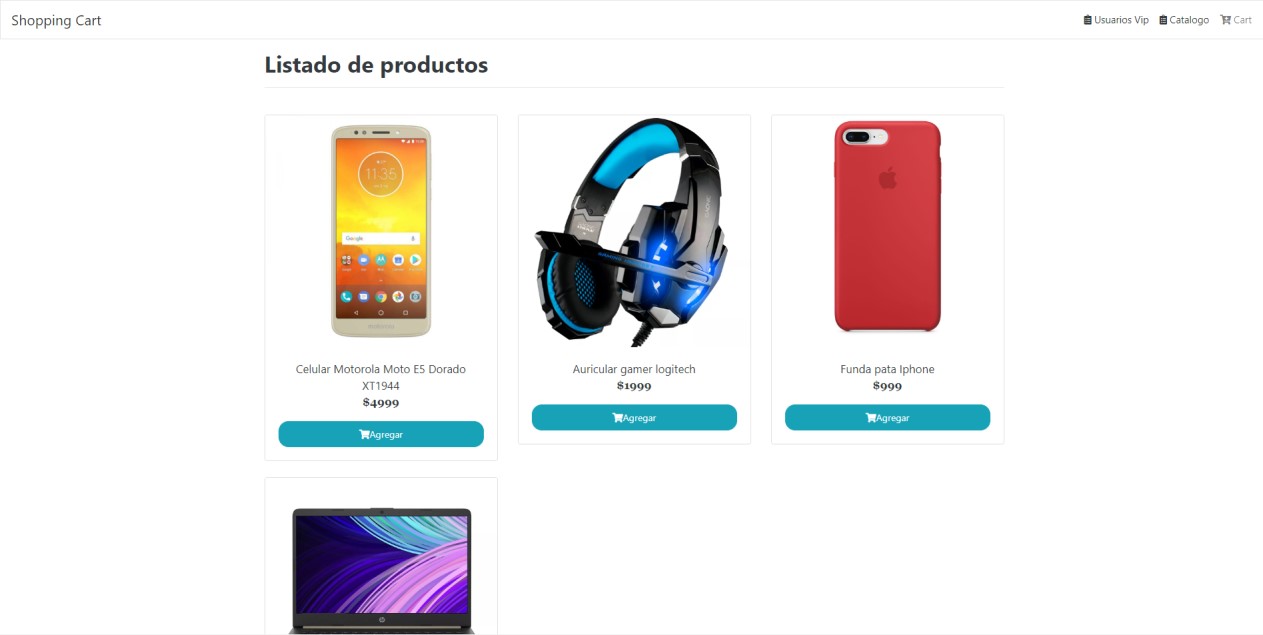 Shopping Cart
Usuarios Vip Catalogo Cart
Listado de productos
11:35
Google
Celular Motorola Moto E5 Dorado
XT1944
$4999
Agregar
Auricular gamer logitech
$1999
Agregar
Funda pata Iphone
$999
Agregar
hp